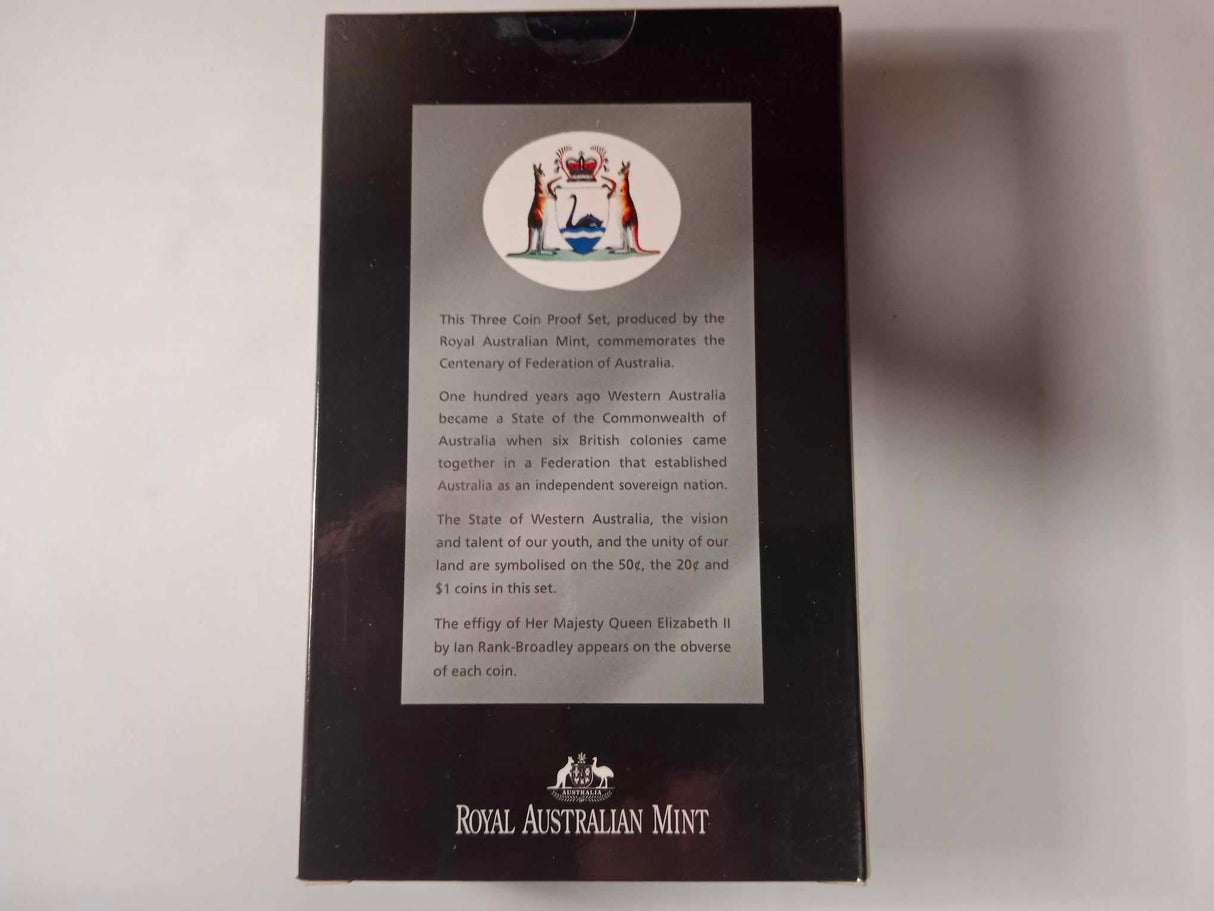 This Three Coin Proof Set, produced by the
Royal Australian Mint, commemorates the
Centenary of Federation of Australia.
One hundred years ago Western Australia
became a State of the Commonwealth of
Australia when six British colonies came
together in a Federation that established
Australia as an independent sovereign nation.
The State of Western Australia, the vision
and talent of our youth, and the unity of our
land are symbolised on the 50¢, the 20¢ and
$1 coins in this set.
The effigy of Her Majesty Queen Elizabeth II
by Ian Rank-Broadley appears on the obverse
of each coin.
AUSTRALIA
ROYAL AUSTRALIAN MINT